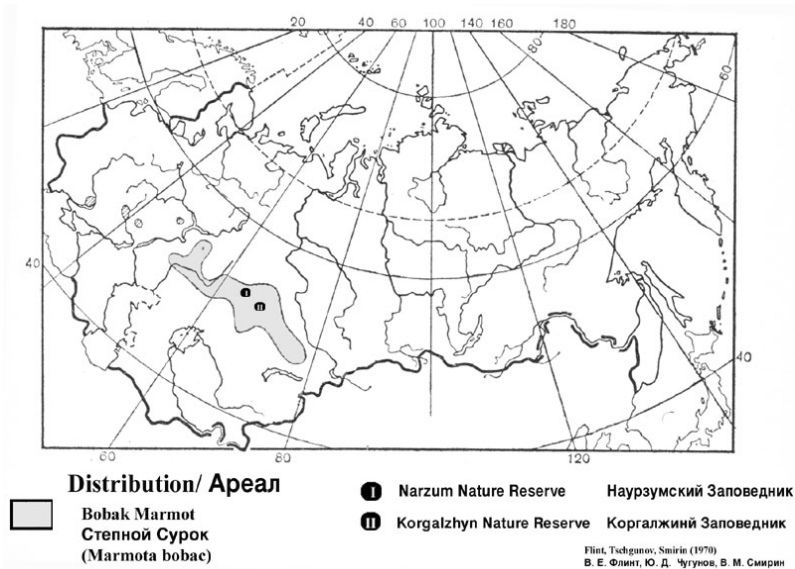 20 40 60 100 140 160 180
80
60
40
40
I
II
60 80 120
Distribution/ Ареал
Bobak Marmot
Степной Сурок
(Marmota bobac)
I Narzum Nature Reserve Наурзумский Заповедник
II Korgalzhyn Nature Reserve Коргалжинй Заповедник
Flint, Tschgunov, Smirin (1970)
В. Е. Флинт, Ю. Д. Чугунов, В. М. Смирин